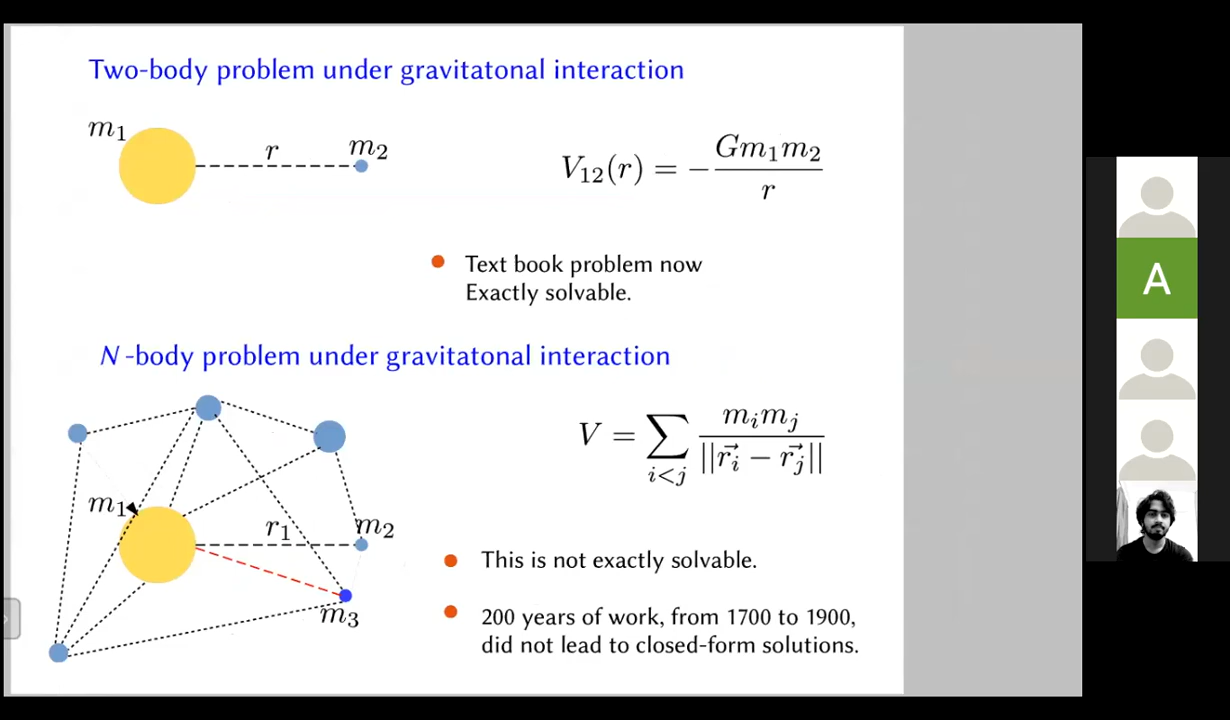 Two-body problem under gravitatonal interaction
m₁
r
m₂
V₁₂(r) = −Gm₁m₂/r
Text book problem now
Exactly solvable.
N-body problem under gravitatonal interaction
V = ∑_{i<j} mᵢmⱼ/||r⃗ᵢ − r⃗ⱼ||
m₁
r₁
m₂
m₃
This is not exactly solvable.
200 years of work, from 1700 to 1900,
did not lead to closed-form solutions.
A